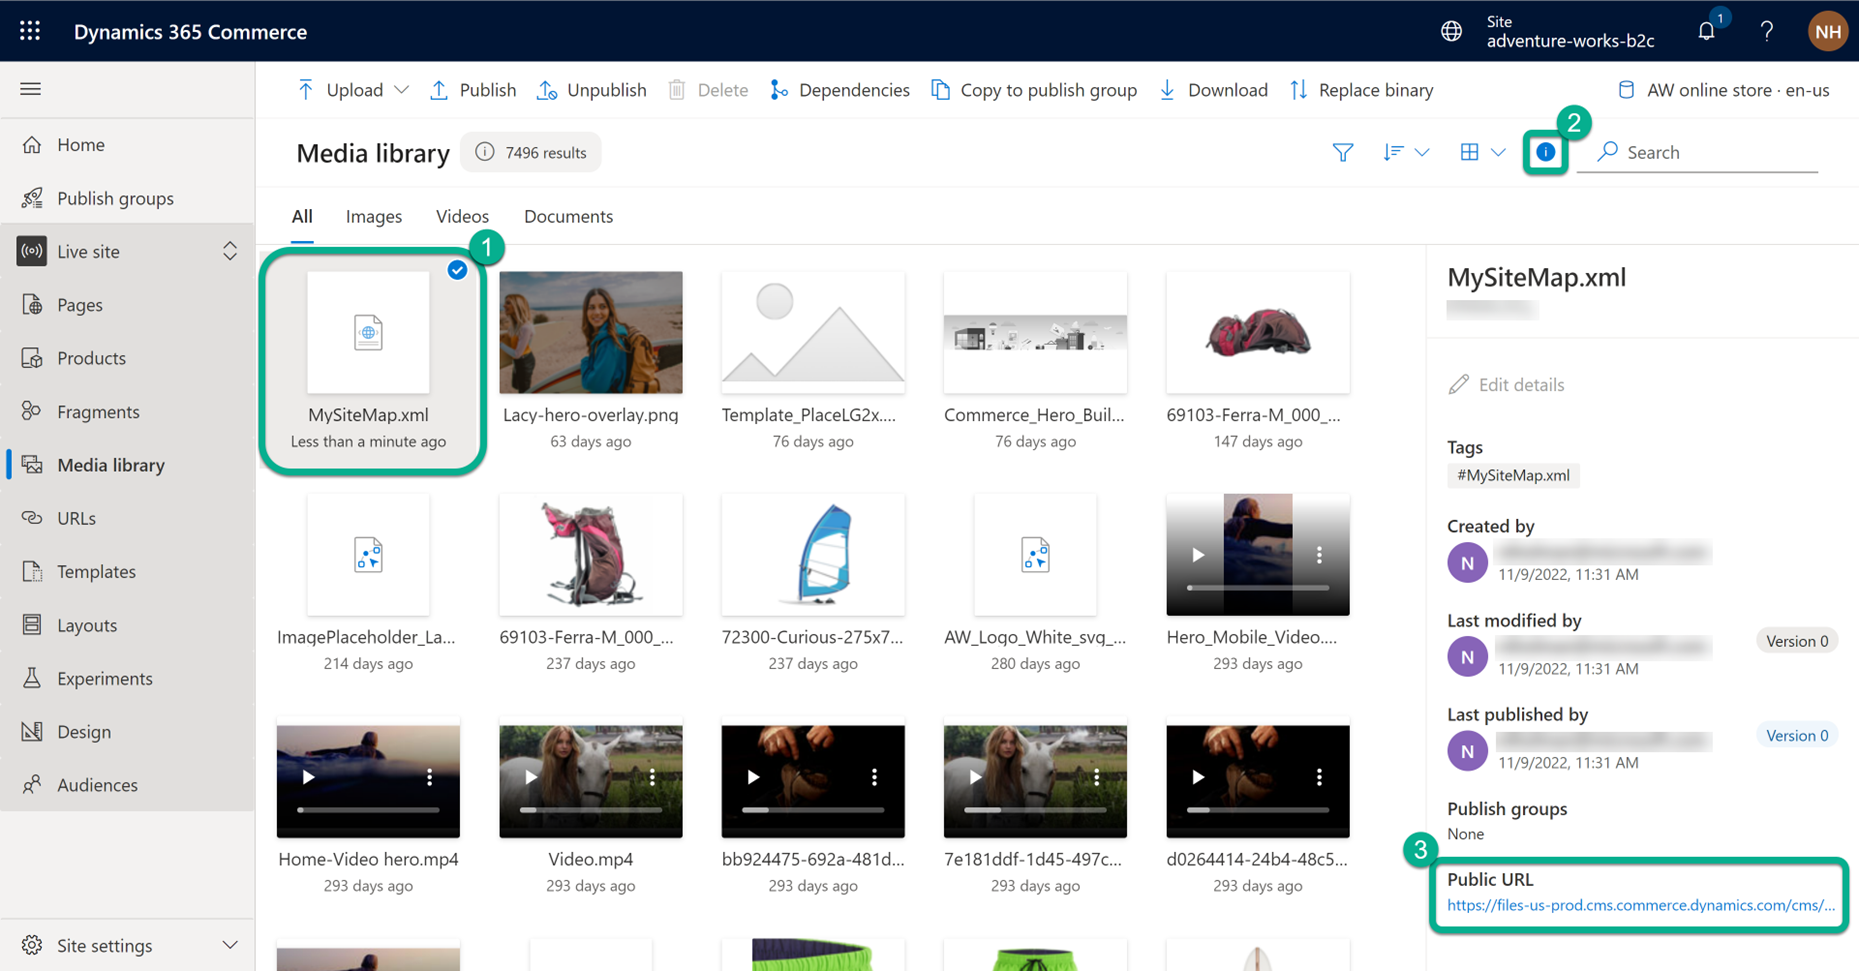 Dynamics 365 Commerce
Site
adventure-works-b2c
1
?
NH
Upload
Publish
Unpublish
Delete
Dependencies
Copy to publish group
Download
Replace binary
AW online store · en-us
Media library
7496 results
2
Search
Home
Publish groups
Live site
Pages
Products
Fragments
Media library
URLs
Templates
Layouts
Experiments
Design
Audiences
Site settings
All
Images
Videos
Documents
1
MySiteMap.xml
Less than a minute ago
Lacy-hero-overlay.png
63 days ago
Template_PlaceLG2x....
76 days ago
Commerce_Hero_Buil...
76 days ago
69103-Ferra-M_000_...
147 days ago
ImagePlaceholder_La...
214 days ago
69103-Ferra-M_000_...
237 days ago
72300-Curious-275x7...
237 days ago
AW_Logo_White_svg_...
280 days ago
Hero_Mobile_Video....
293 days ago
Home-Video hero.mp4
293 days ago
Video.mp4
293 days ago
bb924475-692a-481d...
293 days ago
7e181ddf-1d45-497c...
293 days ago
d0264414-24b4-48c5...
293 days ago
MySiteMap.xml
Edit details
Tags
#MySiteMap.xml
Created by
N
11/9/2022, 11:31 AM
Last modified by
N
11/9/2022, 11:31 AM
Version 0
Last published by
N
11/9/2022, 11:31 AM
Version 0
Publish groups
None
3
Public URL
https://files-us-prod.cms.commerce.dynamics.com/cms/...